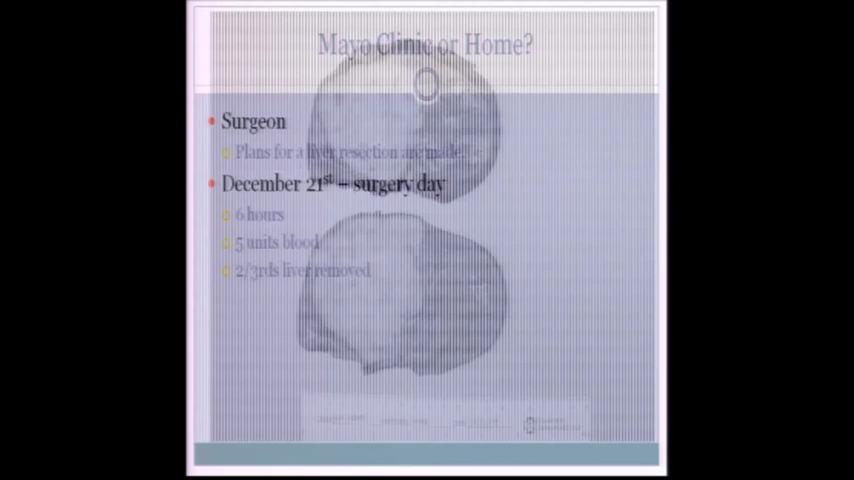 Mayo Clinic or Home?
Surgeon
Plans for a liver resection are made!
December 21st – surgery day
6 hours
5 units blood
2/3rds liver removed